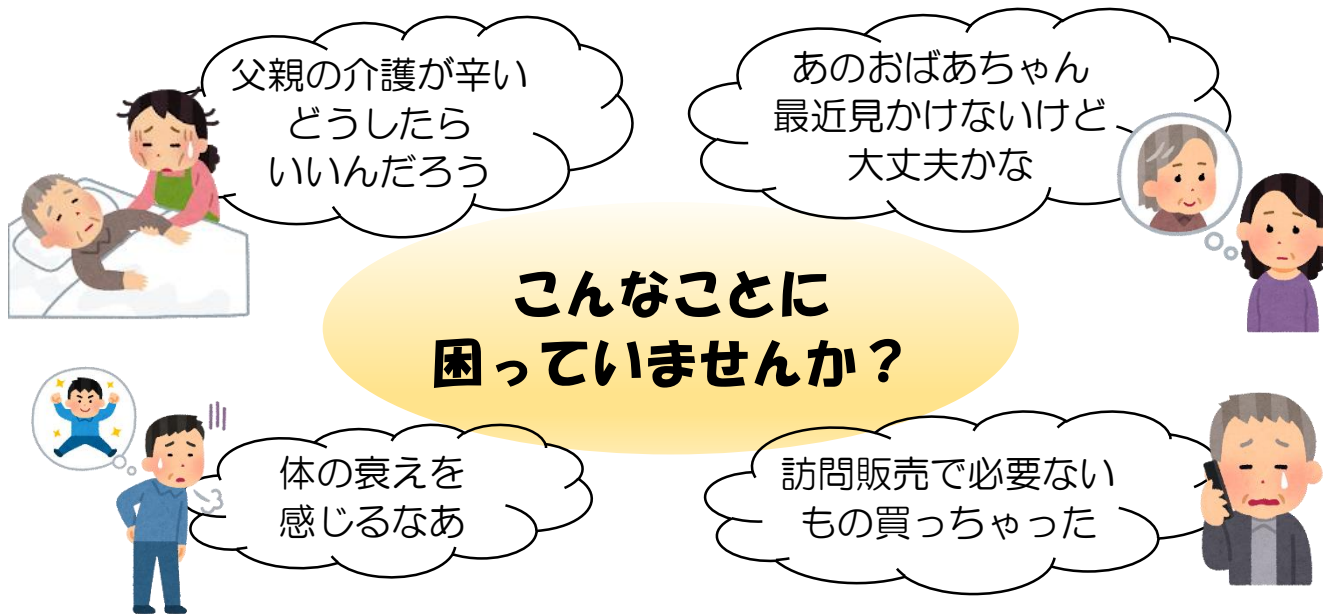 父親の介護が辛い
どうしたら
いいんだろう
あのおばあちゃん
最近見かけないけど
大丈夫かな
こんなことに
困っていませんか？
体の衰えを
感じるなあ
訪問販売で必要ない
もの買っちゃった